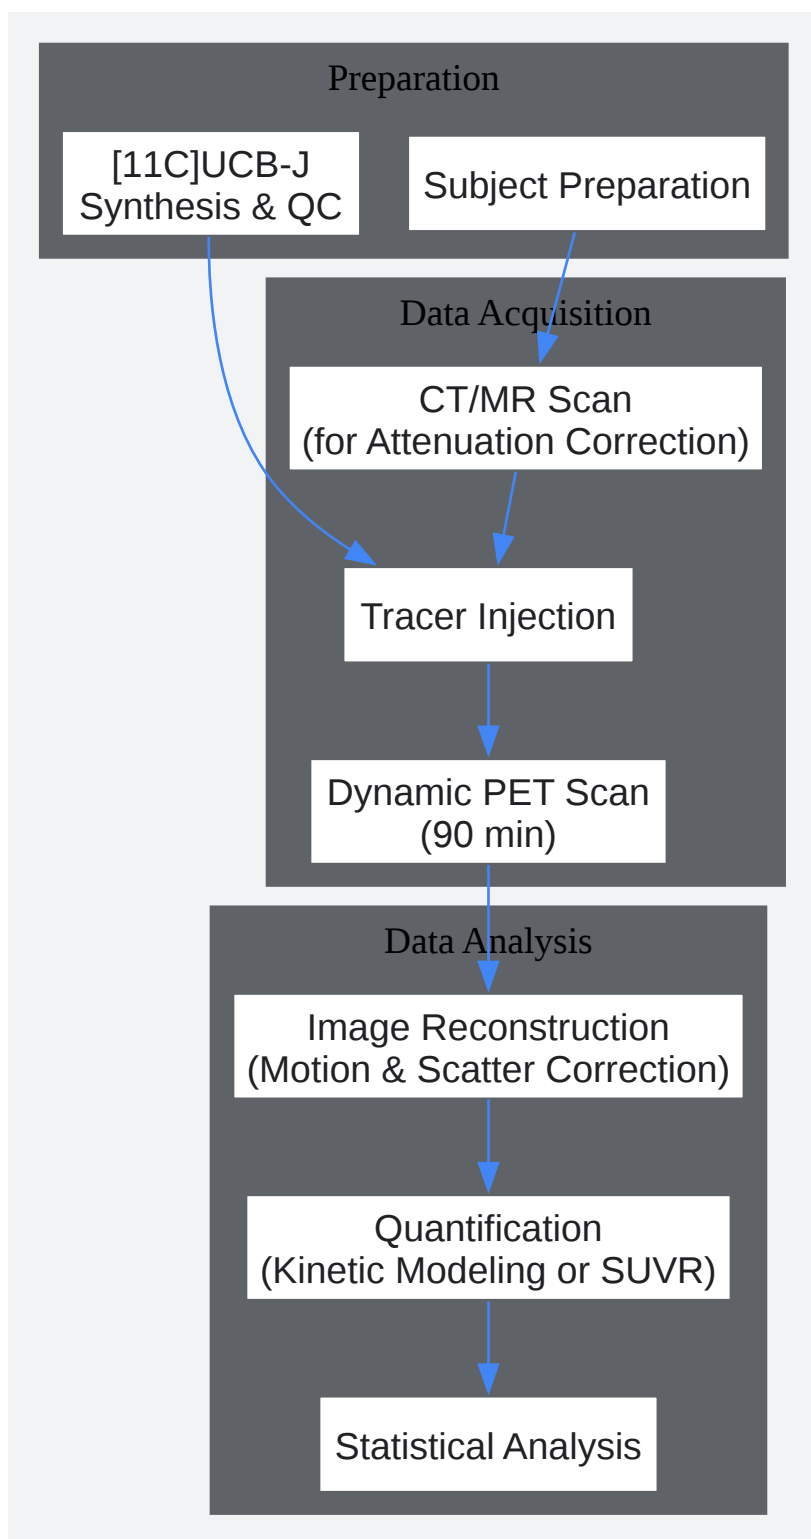 Preparation
[11C]UCB-J
Synthesis & QC
Subject Preparation
Data Acquisition
CT/MR Scan
(for Attenuation Correction)
Tracer Injection
Dynamic PET Scan
(90 min)
Data Analysis
Image Reconstruction
(Motion & Scatter Correction)
Quantification
(Kinetic Modeling or SUVR)
Statistical Analysis